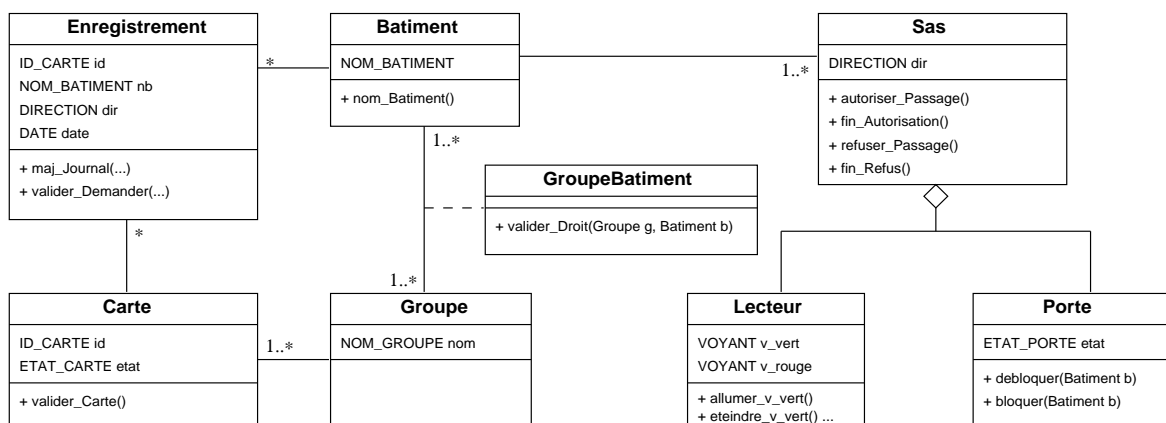 Enregistrement
ID_CARTE id
NOM_BATIMENT nb
DIRECTION dir
DATE date
+ maj_Journal(...)
+ valider_Demander(...)
*
*
Bâtiment
NOM_BATIMENT
+ nom_Batiment()
1..*
1..*
Sas
DIRECTION dir
+ autoriser_Passage()
+ fin_Autorisation()
+ refuser_Passage()
+ fin_Refus()
GroupeBatiment
+ valider_Droit(Groupe g, Batiment b)
1..*
Carte
ID_CARTE id
ETAT_CARTE etat
+ valider_Carte()
1..*
Groupe
NOM_GROUPE nom
Lecteur
VOYANT v_vert
VOYANT v_rouge
+ allumer_v_vert()
+ eteindre_v_vert() ...
Porte
ETAT_PORTE etat
+ debloquer(Batiment b)
+ bloquer(Batiment b)